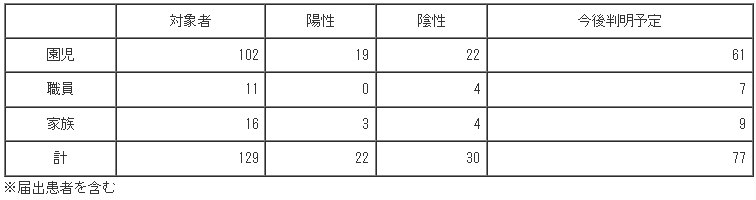 対象者 陽性 陰性 今後判明予定
園児 102 19 22 61
職員 11 0 4 7
家族 16 3 4 9
計 129 22 30 77
※届出患者を含む